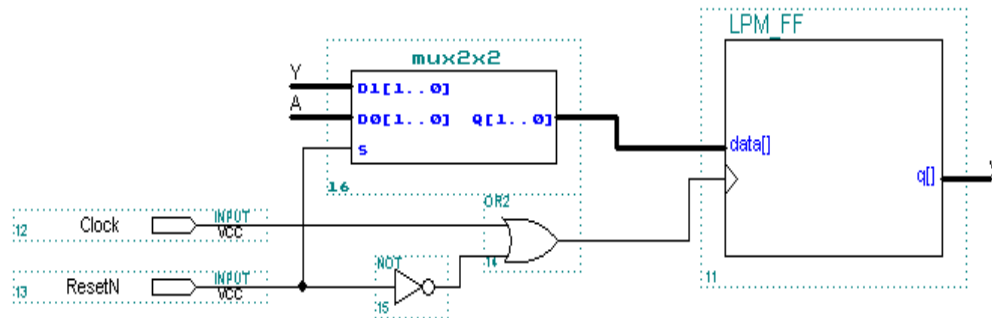 LPM_FF
mux2x2
Y
D1[1..0]
A
D0[1..0] Q[1..0]
S
data[]
q[]
16
OR2
12 Clock INPUT
VCC
14
11
13 ResetN INPUT
VCC
NOT
15